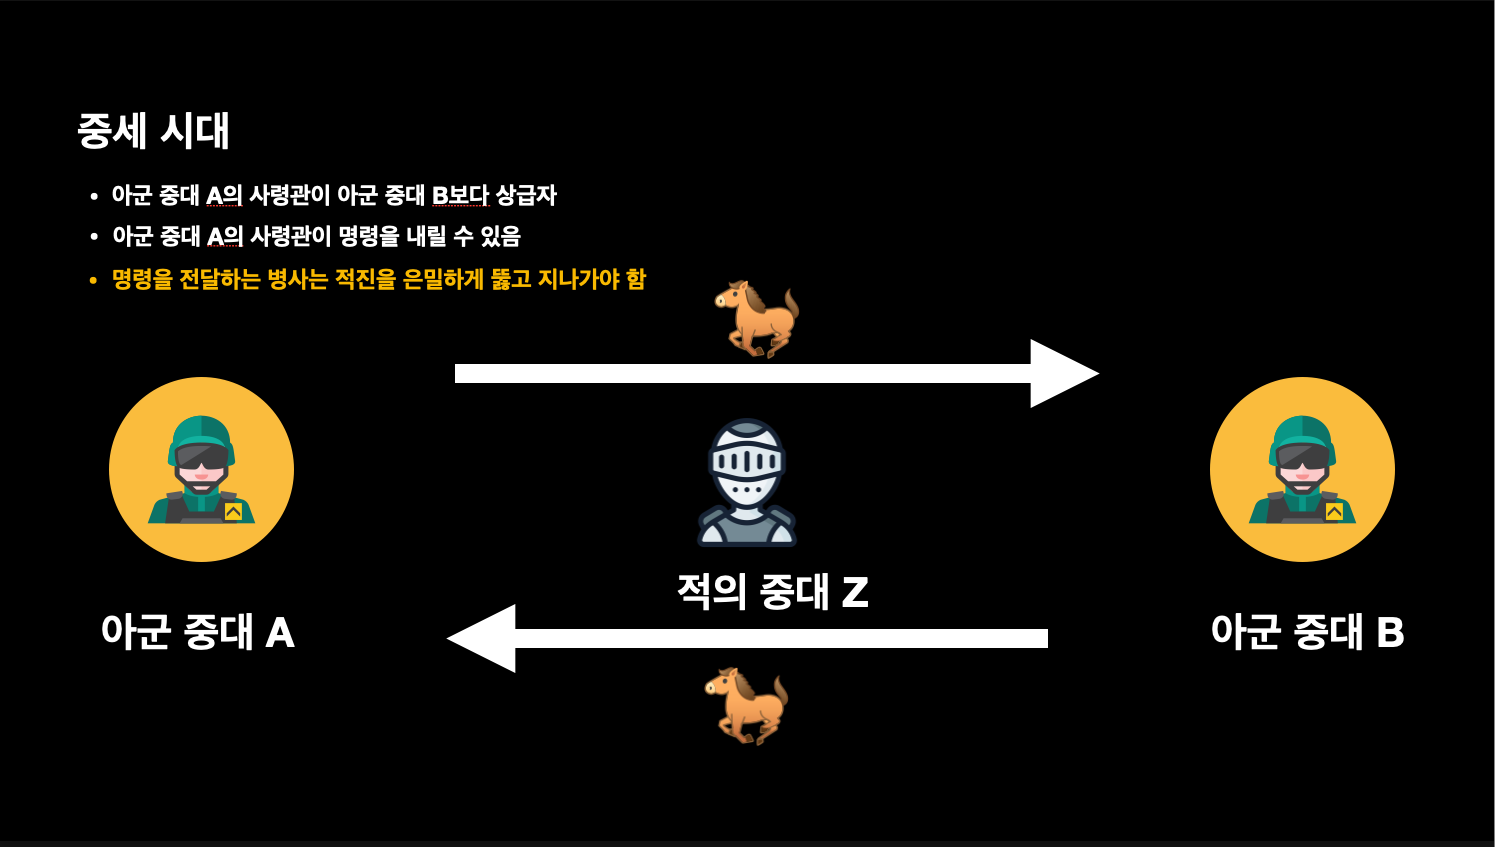 중세 시대
• 아군 중대 A의 사령관이 아군 중대 B보다 상급자
• 아군 중대 A의 사령관이 명령을 내릴 수 있음
• 명령을 전달하는 병사는 적진을 은밀하게 뚫고 지나가야 함
적의 중대 Z
아군 중대 A
아군 중대 B